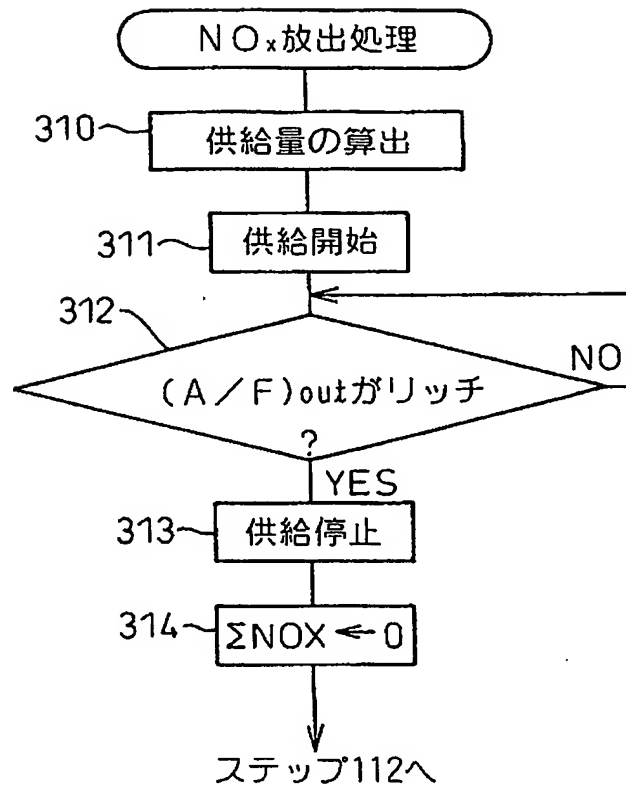 NOx放出処理
310
供給量の算出
311
供給開始
312
(A/F)outがリッチ
?
NO
YES
313
供給停止
314
ΣNOX←0
ステップ112へ